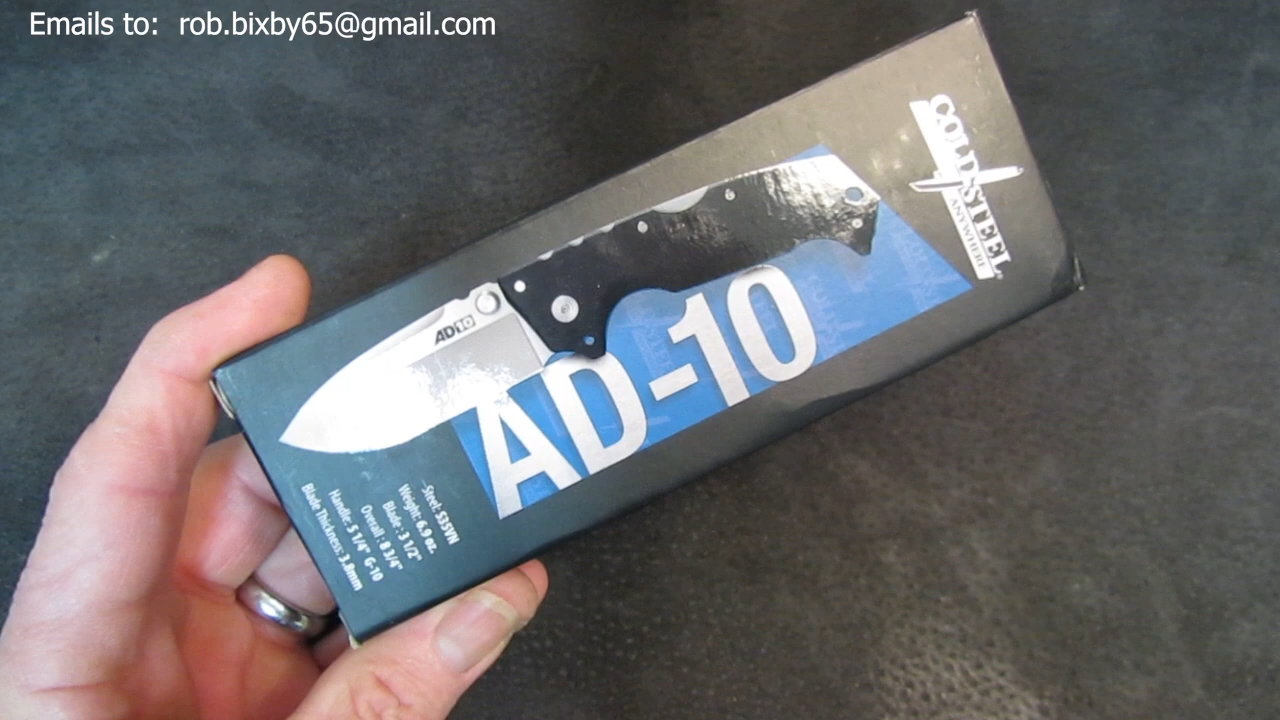 Emails to: rob.bixby65@gmail.com
COLD STEEL
ANYWHERE
AD10
AD-10
Steel: S35VN
Weight: 6.9 oz.
Blade : 3 1/2"
Overall : 8 3/4"
Handle: 5 1/4" G-10
Blade Thickness: 3.8mm